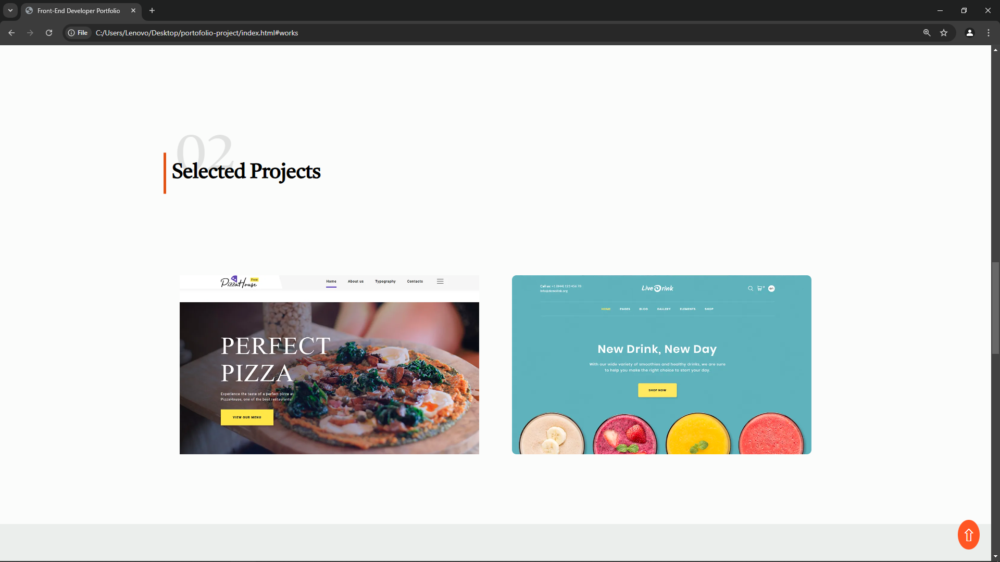 Front-End Developer Portfolio
File C:/Users/Lenovo/Desktop/portofolio-project/index.html#works
02
Selected Projects
PizzaHouse Free
Home About us Typography Contacts
PERFECT
PIZZA
Experience the taste of a perfect pizza at
PizzaHouse, one of the best restaurants!
VIEW OUR MENU
Call us: +1 (844) 123 456 78
info@demolink.org
Live Drink
HOME PAGES BLOG GALLERY ELEMENTS SHOP
New Drink, New Day
With our wide variety of smoothies and healthy drinks, we are sure
to help you make the right choice to start your day.
SHOP NOW